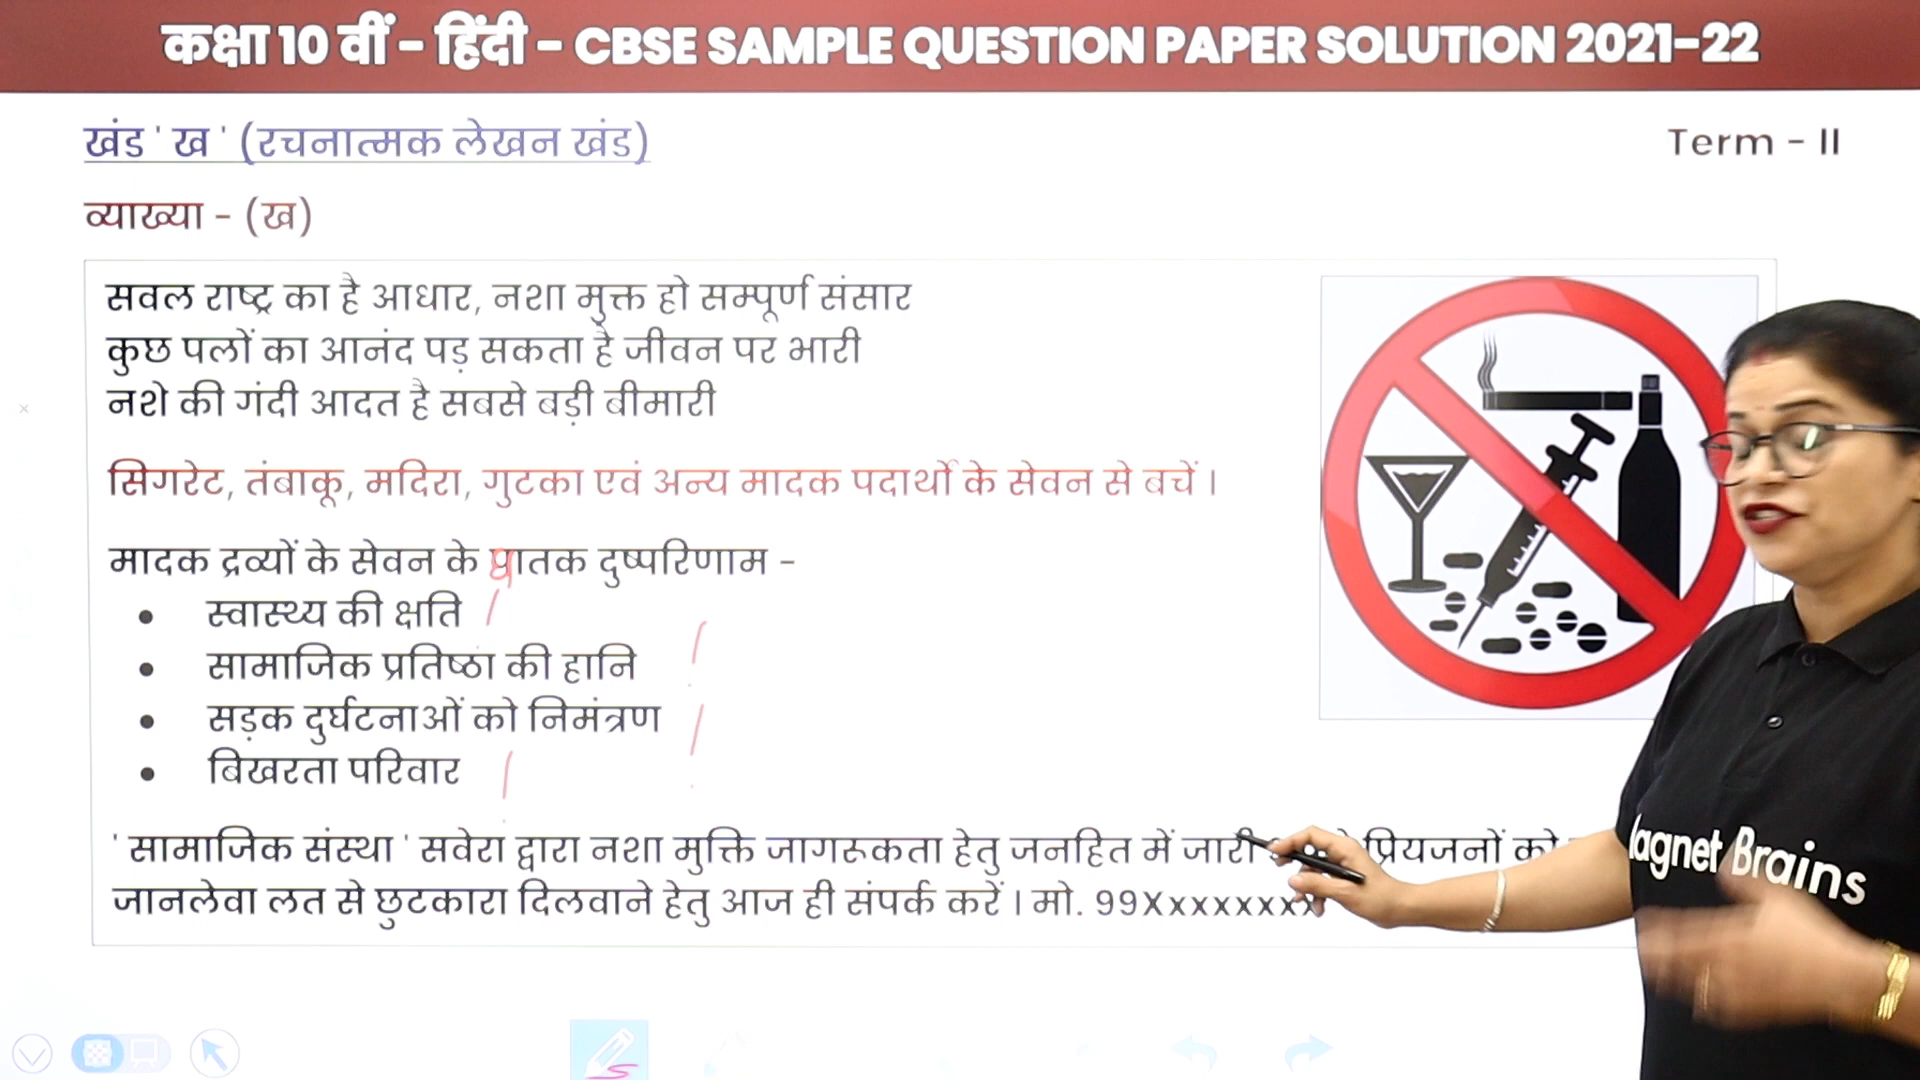 कक्षा 10 वीं - हिंदी - CBSE SAMPLE QUESTION PAPER SOLUTION 2021-22
खंड ' ख ' (रचनात्मक लेखन खंड)
Term - II
व्याख्या - (ख)
सवल राष्ट्र का है आधार, नशा मुक्त हो सम्पूर्ण संसार
कुछ पलों का आनंद पड़ सकता है जीवन पर भारी
नशे की गंदी आदत है सबसे बड़ी बीमारी
सिगरेट, तंबाकू, मदिरा, गुटका एवं अन्य मादक पदार्थो के सेवन से बचें ।
मादक द्रव्यों के सेवन के घातक दुष्परिणाम -
• स्वास्थ्य की क्षति
• सामाजिक प्रतिष्ठा की हानि
• सड़क दुर्घटनाओं को निमंत्रण
• बिखरता परिवार
' सामाजिक संस्था ' सवेरा द्वारा नशा मुक्ति जागरूकता हेतु जनहित में जारी प्रियजनों को
जानलेवा लत से छुटकारा दिलवाने हेतु आज ही संपर्क करें । मो. 99Xxxxxxxx
Magnet Brains